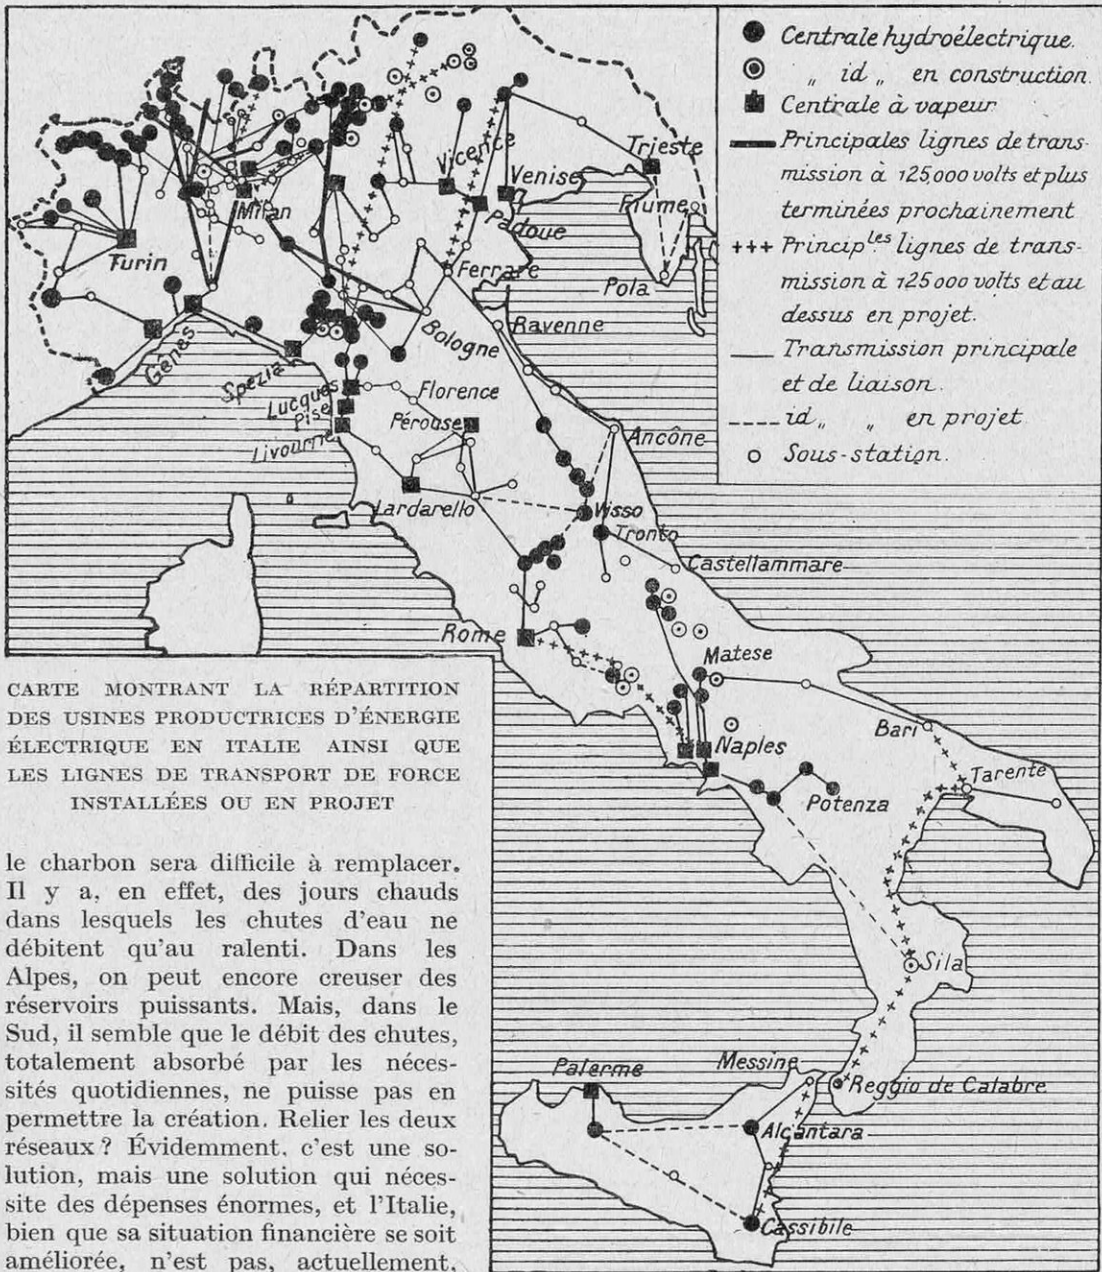 Centrale hydroélectrique.
„ id „ en construction
Centrale à vapeur
Principales lignes de trans-
mission à 125,000 volts et plus
terminées prochainement
Princip.les lignes de trans-
mission à 125000 volts et au
dessus en projet.
Transmission principale
et de liaison.
id„ „ en projet
Sous-station.
Trieste
Vicence
Venise
Fiume
Milan
Padoue
Turin
Ferrare
Pola
Gênes
Bologne
Ravenne
Spezia
Lucques
Florence
Pise
Pérouse
Livourne
Ancône
Lardarello
Visso
Tronto
Castellammare
Rome
Matese
Bari
Naples
Tarente
Potenza
Sila
Messine
Palerme
Reggio de Calabre
Alcantara
Cassibile
CARTE MONTRANT LA RÉPARTITION
DES USINES PRODUCTRICES D'ÉNERGIE
ÉLECTRIQUE EN ITALIE AINSI QUE
LES LIGNES DE TRANSPORT DE FORCE
INSTALLÉES OU EN PROJET
le charbon sera difficile à remplacer.
Il y a, en effet, des jours chauds
dans lesquels les chutes d'eau ne
débitent qu'au ralenti. Dans les
Alpes, on peut encore creuser des
réservoirs puissants. Mais, dans le
Sud, il semble que le débit des chutes,
totalement absorbé par les néces-
sités quotidiennes, ne puisse pas en
permettre la création. Relier les deux
réseaux ? Évidemment. c'est une so-
lution, mais une solution qui néces-
site des dépenses énormes, et l'Italie,
bien que sa situation financière se soit
améliorée, n'est pas, actuellement,